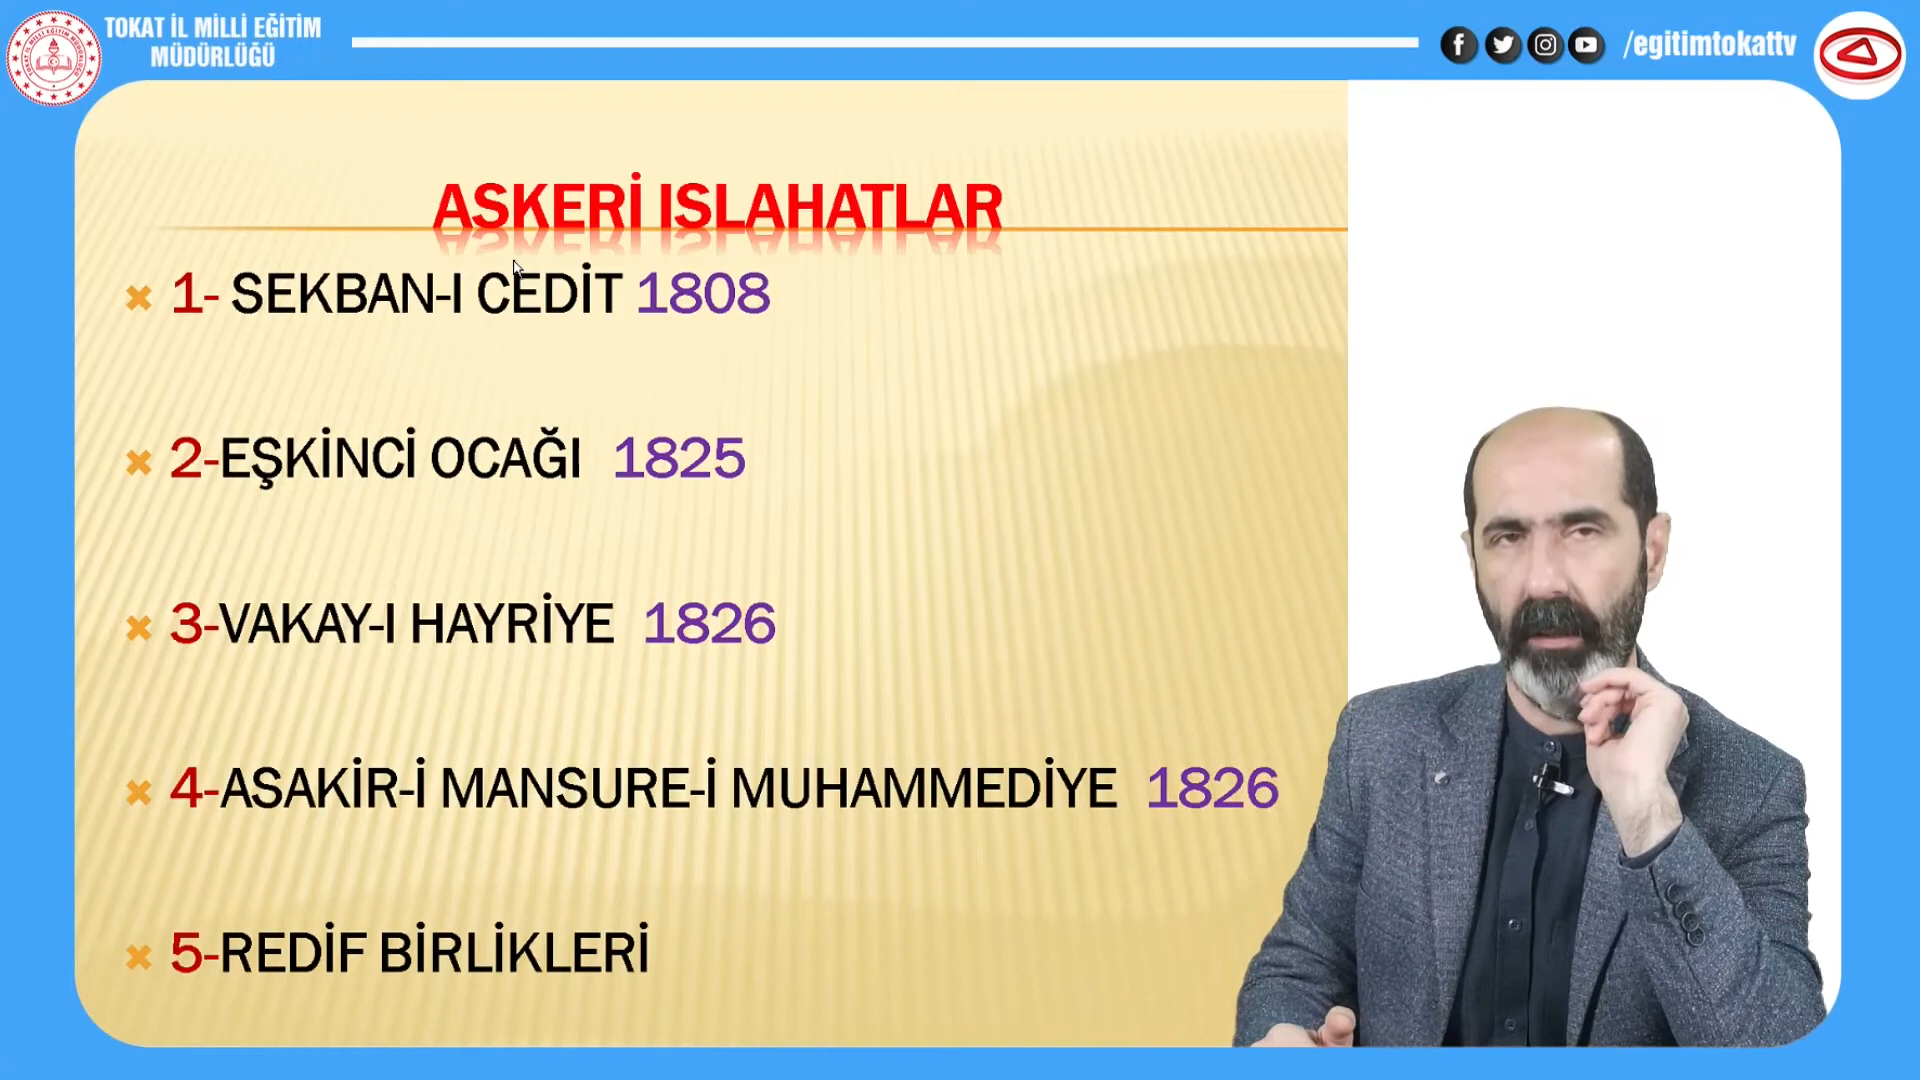 TOKAT İL MİLLİ EĞİTİM
MÜDÜRLÜĞÜ
/egitimtokattv
ASKERİ ISLAHATLAR
1- SEKBAN-I CEDİT 1808
2-EŞKİNCİ OCAĞI 1825
3-VAKAY-I HAYRİYE 1826
4-ASAKİR-İ MANSURE-İ MUHAMMEDİYE 1826
5-REDİF BİRLİKLERİ